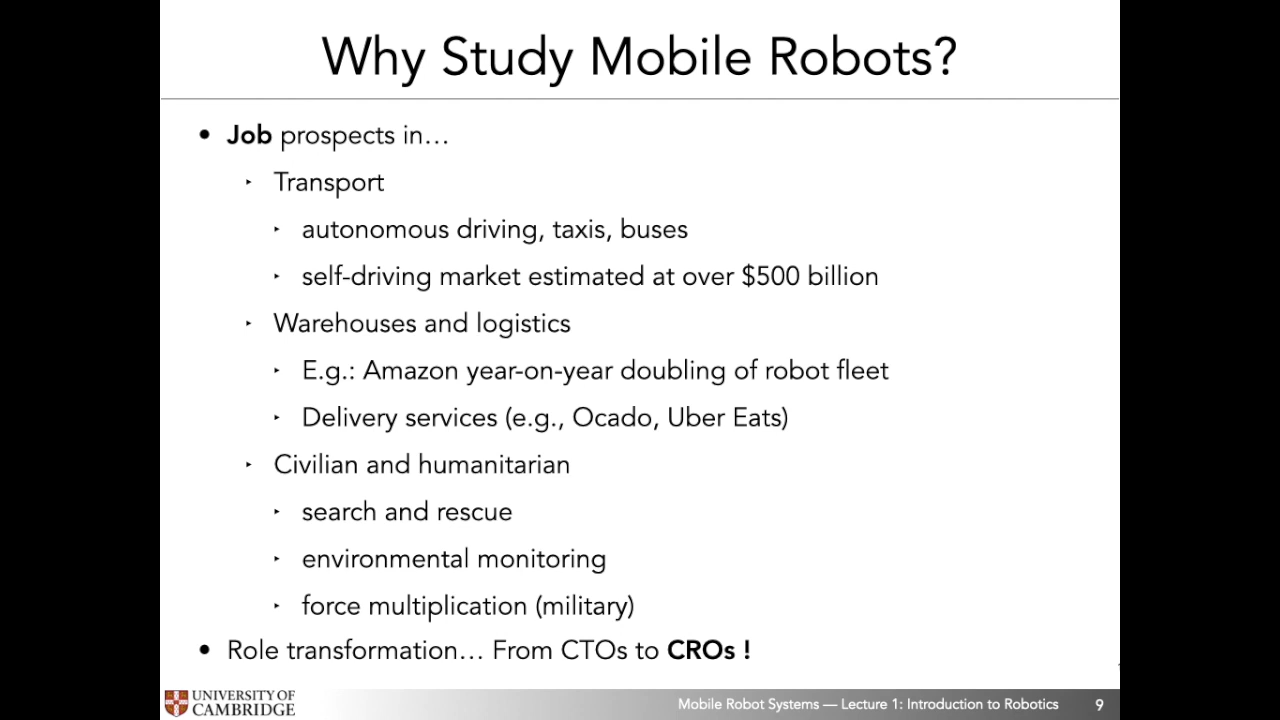 Why Study Mobile Robots?
• Job prospects in…
‣ Transport
‣ autonomous driving, taxis, buses
‣ self-driving market estimated at over $500 billion
‣ Warehouses and logistics
‣ E.g.: Amazon year-on-year doubling of robot fleet
‣ Delivery services (e.g., Ocado, Uber Eats)
‣ Civilian and humanitarian
‣ search and rescue
‣ environmental monitoring
‣ force multiplication (military)
• Role transformation… From CTOs to CROs !
UNIVERSITY OF
CAMBRIDGE
Mobile Robot Systems — Lecture 1: Introduction to Robotics 9